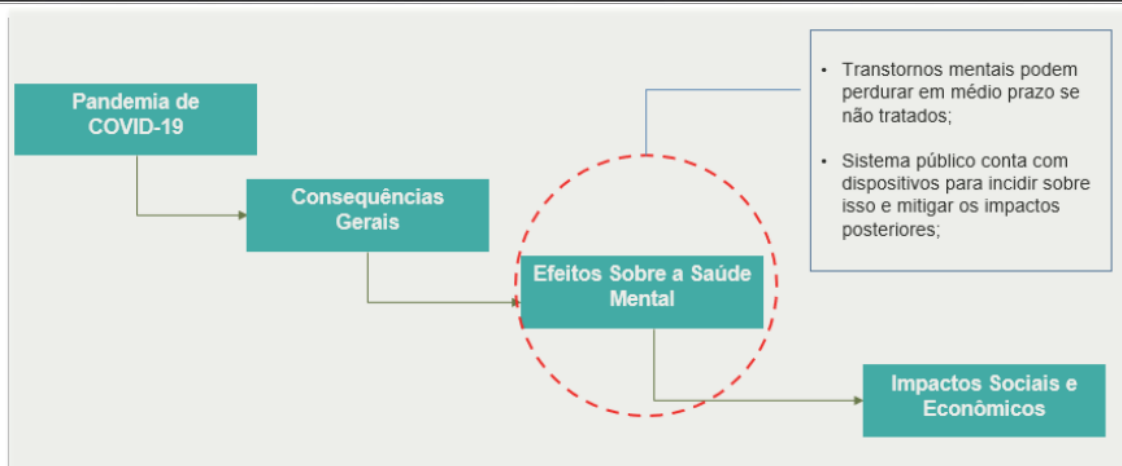 Pandemia de
COVID-19
Consequências
Gerais
Efeitos Sobre a Saúde
Mental
Impactos Sociais e
Econômicos
• Transtornos mentais podem
perdurar em médio prazo se
não tratados;
• Sistema público conta com
dispositivos para incidir sobre
isso e mitigar os impactos
posteriores;